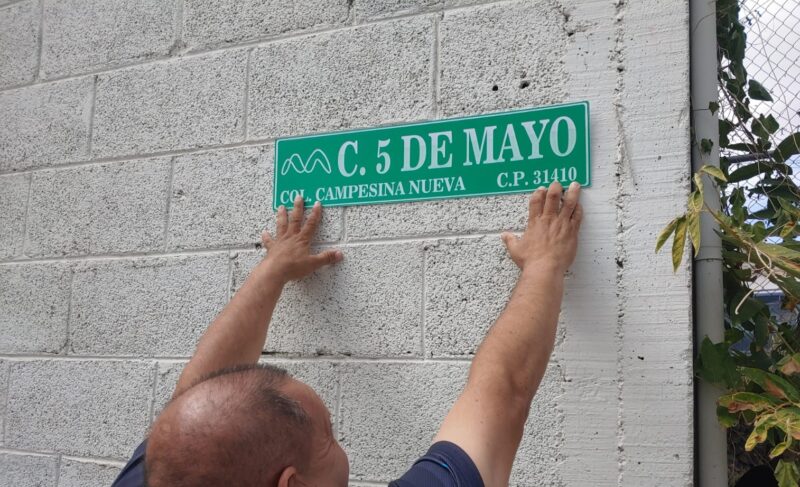 C. 5 DE MAYO
COL. CAMPESINA NUEVA C.P. 31410